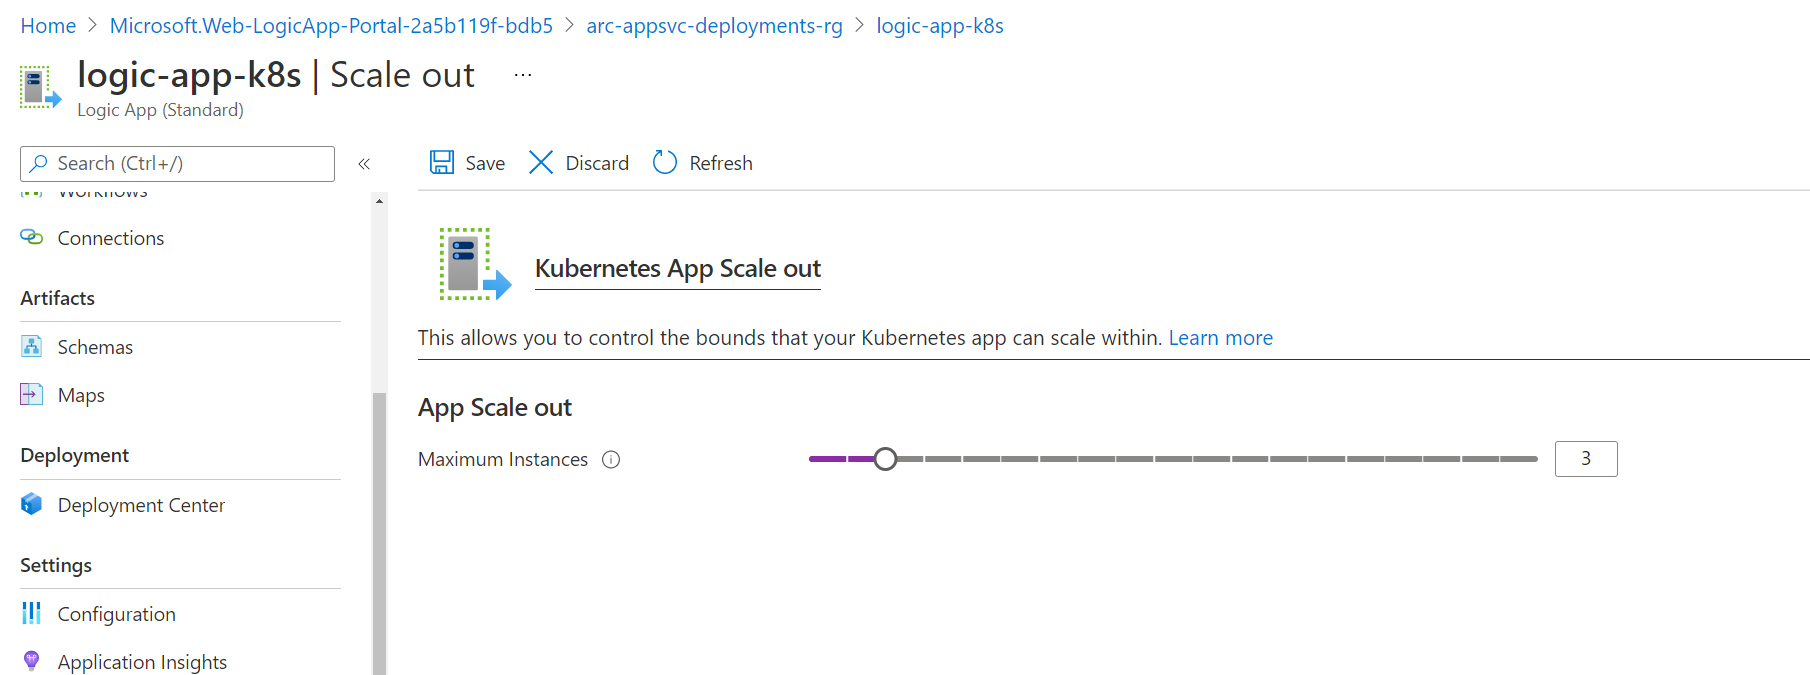 Home > Microsoft.Web-LogicApp-Portal-2a5b119f-bdb5 > arc-appsvc-deployments-rg > logic-app-k8s
logic-app-k8s | Scale out ...
Logic App (Standard)
Search (Ctrl+/)
«
Save
Discard
Refresh
Workflows
Connections
Artifacts
Schemas
Maps
Deployment
Deployment Center
Settings
Configuration
Application Insights
Kubernetes App Scale out
This allows you to control the bounds that your Kubernetes app can scale within. Learn more
App Scale out
Maximum Instances
3